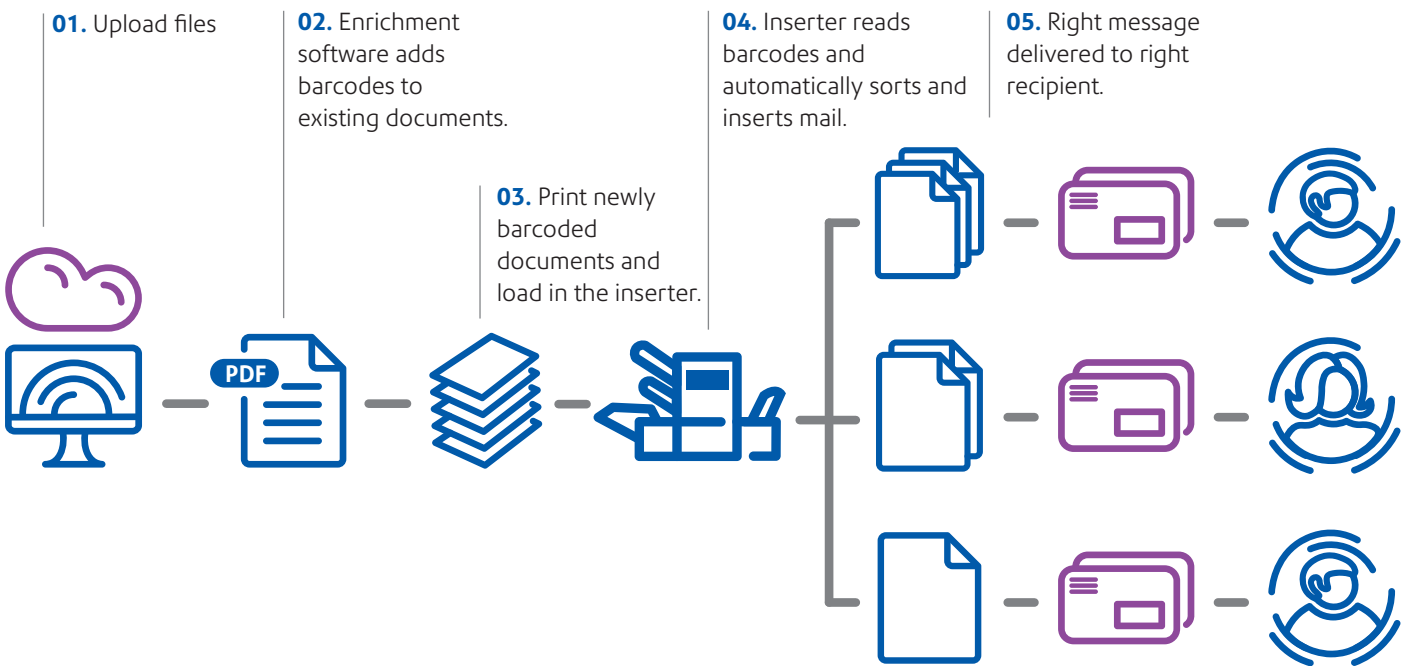 01. Upload files
02. Enrichment
software adds
barcodes to
existing documents.
03. Print newly
barcoded
documents and
load in the inserter.
04. Inserter reads
barcodes and
automatically sorts and
inserts mail.
05. Right message
delivered to right
recipient.
PDF